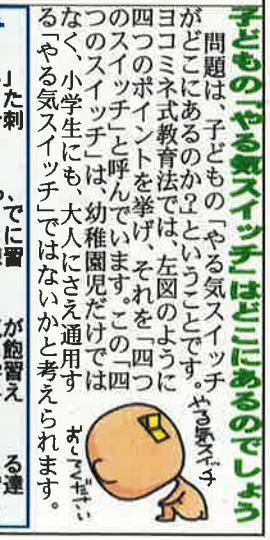 子どもの「やる気スイッチ」はどこにあるのでしょう
問題は、子どもの「やる気スイッチ
がどこにあるのか？」ということです。
ヨコミネ式教育法では、左図のように
四つのポイントを挙げ、それを「四つ
のスイッチ」と呼んでいます。この「四
つのスイッチ」は、幼稚園児だけでは
なく、小学生にも、大人にさえ通用す
る「やる気スイッチ」ではないかと考えられます。
やる気スイッチ
お〜てください